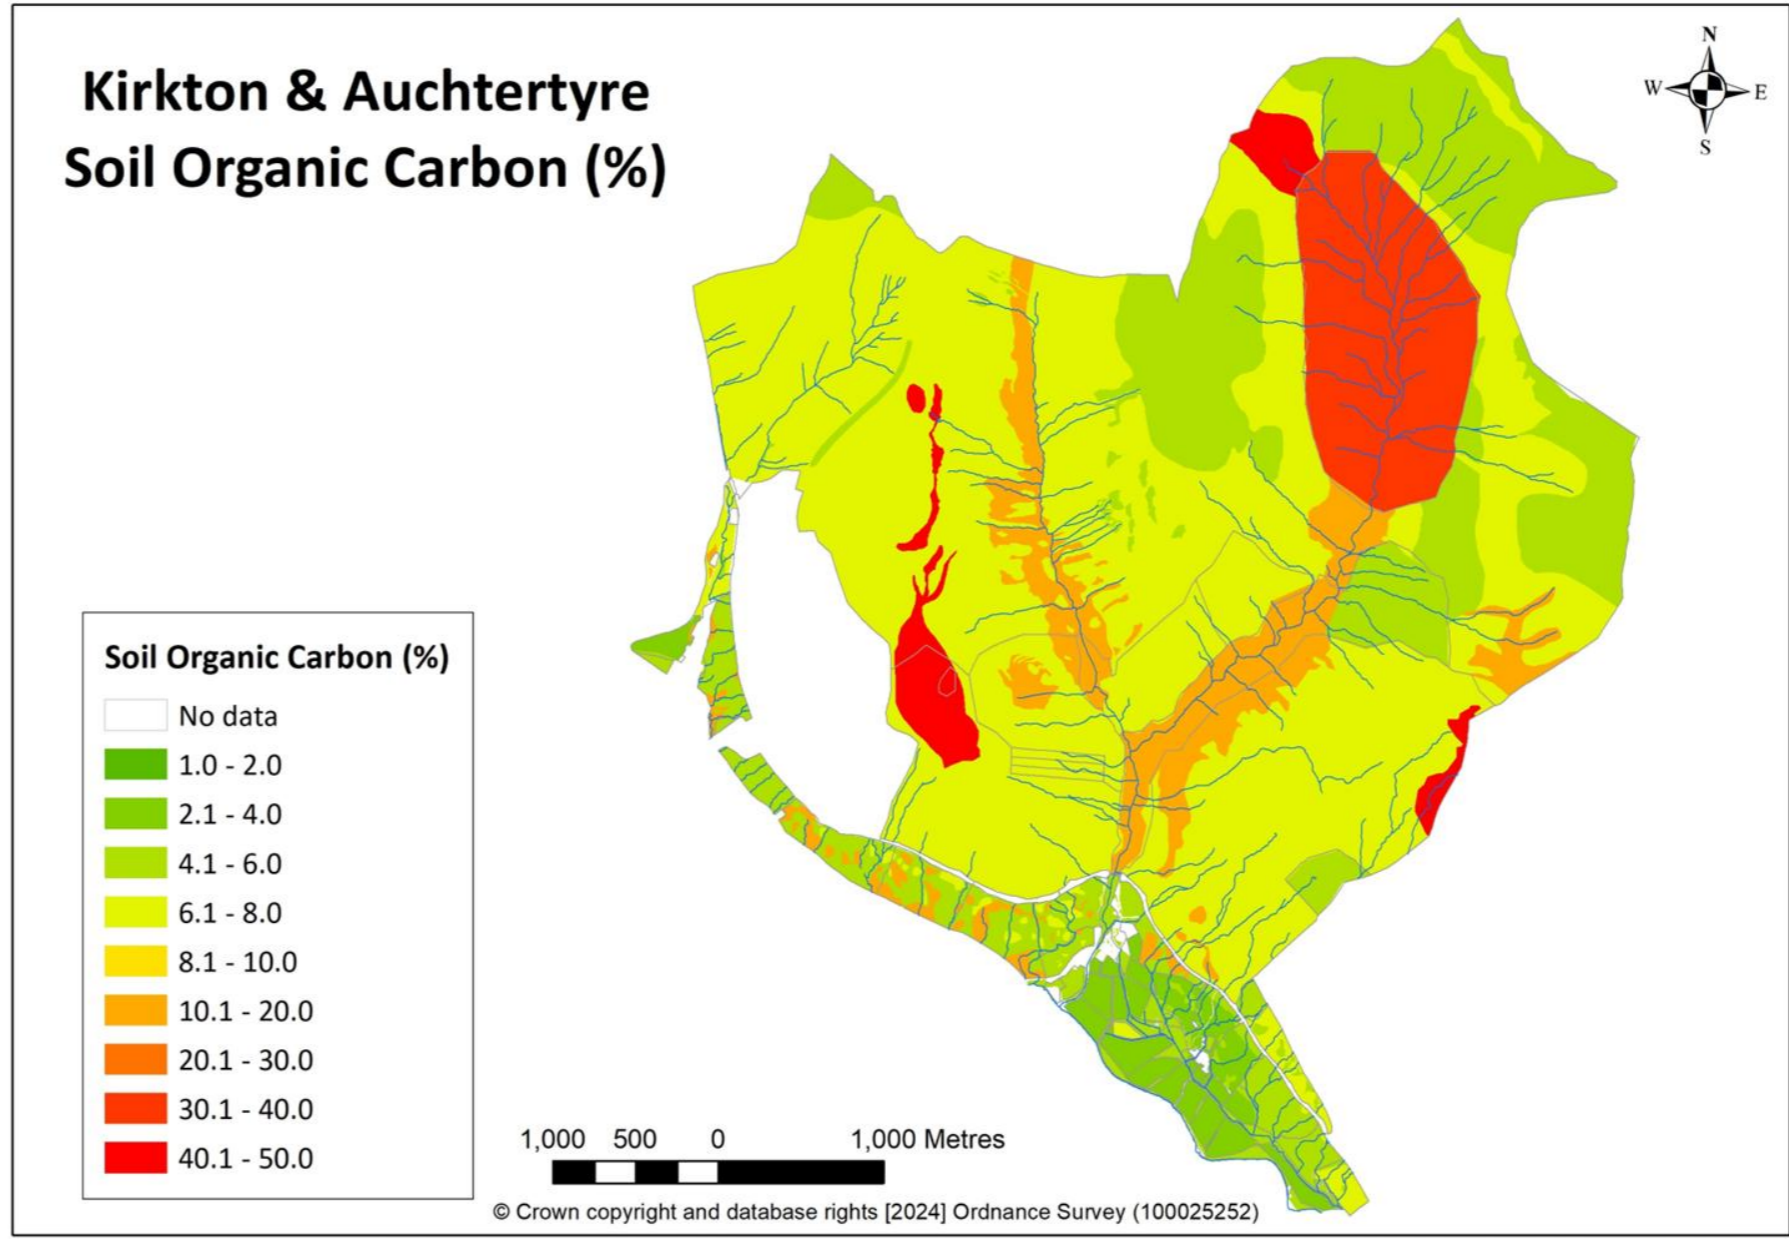 Kirkton & Auchtertyre
Soil Organic Carbon (%)
N
W E
S
Soil Organic Carbon (%)
No data
1.0 - 2.0
2.1 - 4.0
4.1 - 6.0
6.1 - 8.0
8.1 - 10.0
10.1 - 20.0
20.1 - 30.0
30.1 - 40.0
40.1 - 50.0
1,000 500 0 1,000 Metres
© Crown copyright and database rights [2024] Ordnance Survey (100025252)